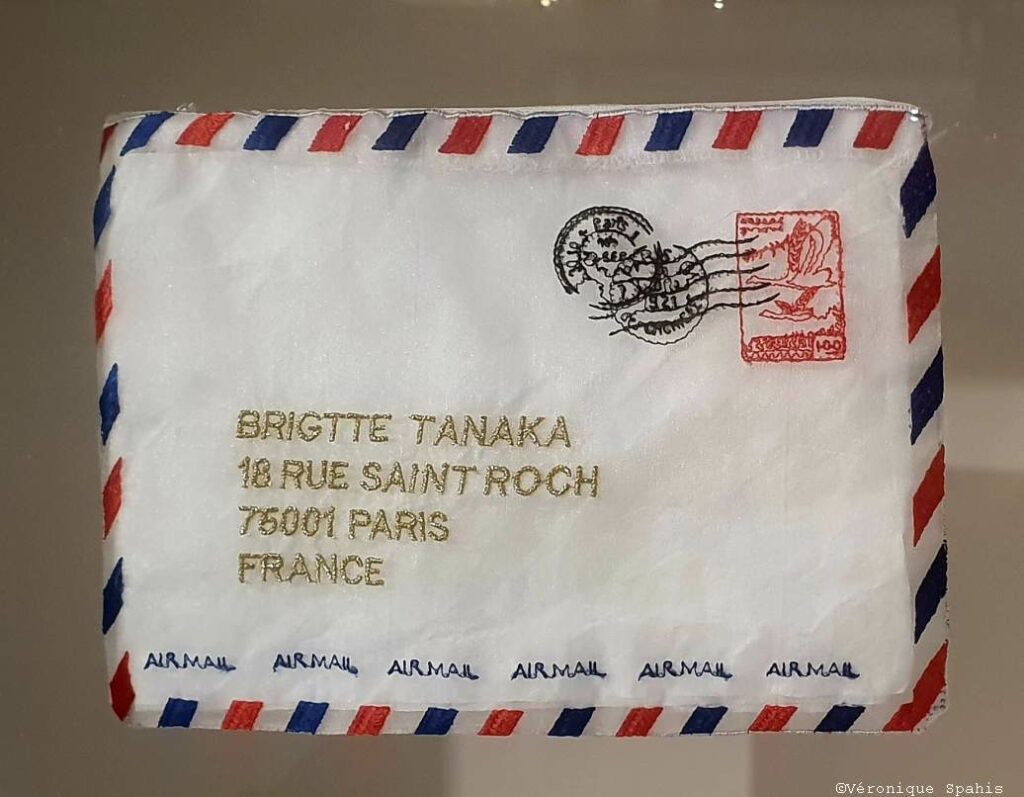 BRIGTTE TANAKA
18 RUE SAINT ROCH
75001 PARIS
FRANCE
AIRMAIL AIRMAIL AIRMAIL AIRMAIL AIRMAIL AIRMAIL
©Véronique Spahis